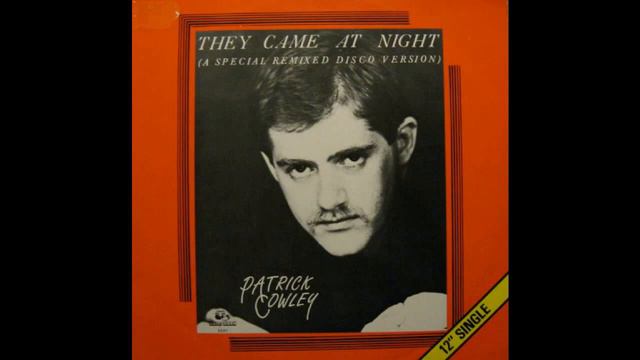 THEY CAME AT NIGHT
(A SPECIAL REMIXED DISCO VERSION)
PATRICK
COWLEY
12" SINGLE